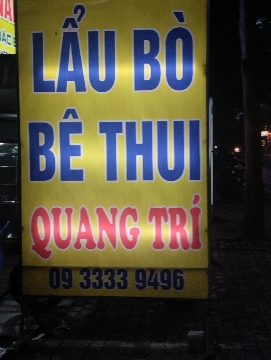 LẨU BÒ
BÊ THUI
QUANG TRÍ
09 3333 9496